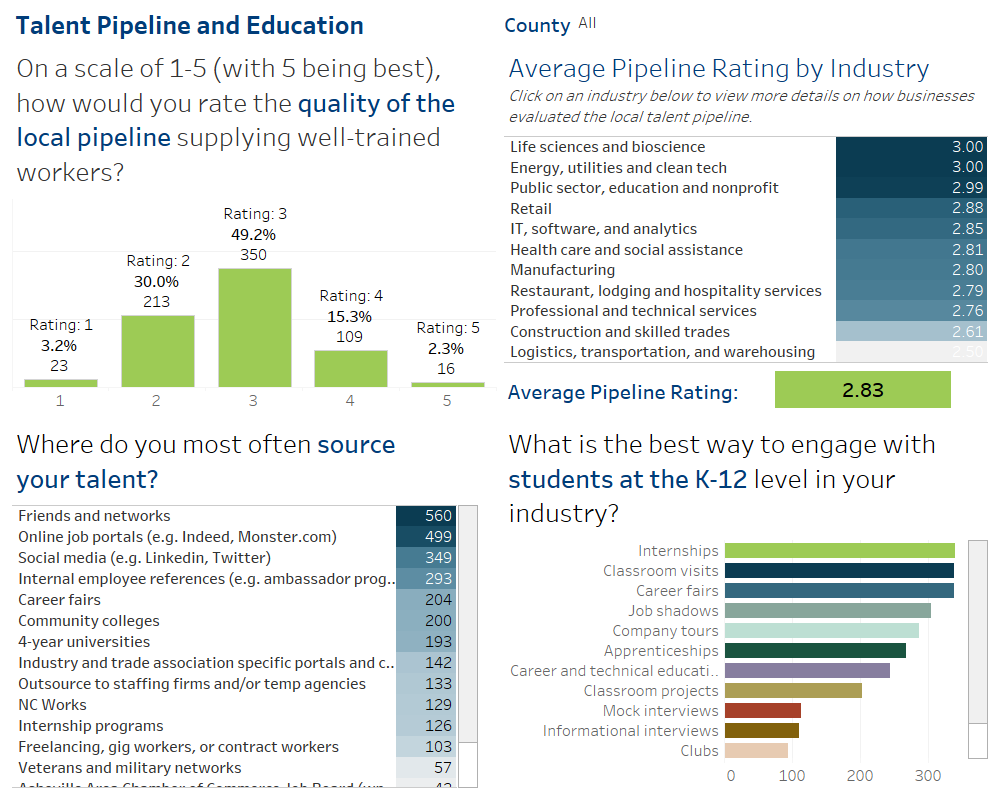 Talent Pipeline and Education
On a scale of 1-5 (with 5 being best),
how would you rate the quality of the
local pipeline supplying well-trained
workers?
Rating: 1
3.2%
23
Rating: 2
30.0%
213
Rating: 3
49.2%
350
Rating: 4
15.3%
109
Rating: 5
2.3%
16
1 2 3 4 5
County All
Average Pipeline Rating by Industry
Click on an industry below to view more details on how businesses
evaluated the local talent pipeline.
Life sciences and bioscience 3.00
Energy, utilities and clean tech 3.00
Public sector, education and nonprofit 2.99
Retail 2.88
IT, software, and analytics 2.85
Health care and social assistance 2.81
Manufacturing 2.80
Restaurant, lodging and hospitality services 2.79
Professional and technical services 2.76
Construction and skilled trades 2.61
Logistics, transportation, and warehousing 2.50
Average Pipeline Rating: 2.83
Where do you most often source
your talent?
Friends and networks 560
Online job portals (e.g. Indeed, Monster.com) 499
Social media (e.g. Linkedin, Twitter) 349
Internal employee references (e.g. ambassador prog.. 293
Career fairs 204
Community colleges 200
4-year universities 193
Industry and trade association specific portals and c.. 142
Outsource to staffing firms and/or temp agencies 133
NC Works 129
Internship programs 126
Freelancing, gig workers, or contract workers 103
Veterans and military networks 57
Asheville Area Chamber of Commerce Job Board (wn.. 42
What is the best way to engage with
students at the K-12 level in your
industry?
Internships
Classroom visits
Career fairs
Job shadows
Company tours
Apprenticeships
Career and technical educati..
Classroom projects
Mock interviews
Informational interviews
Clubs
0 100 200 300